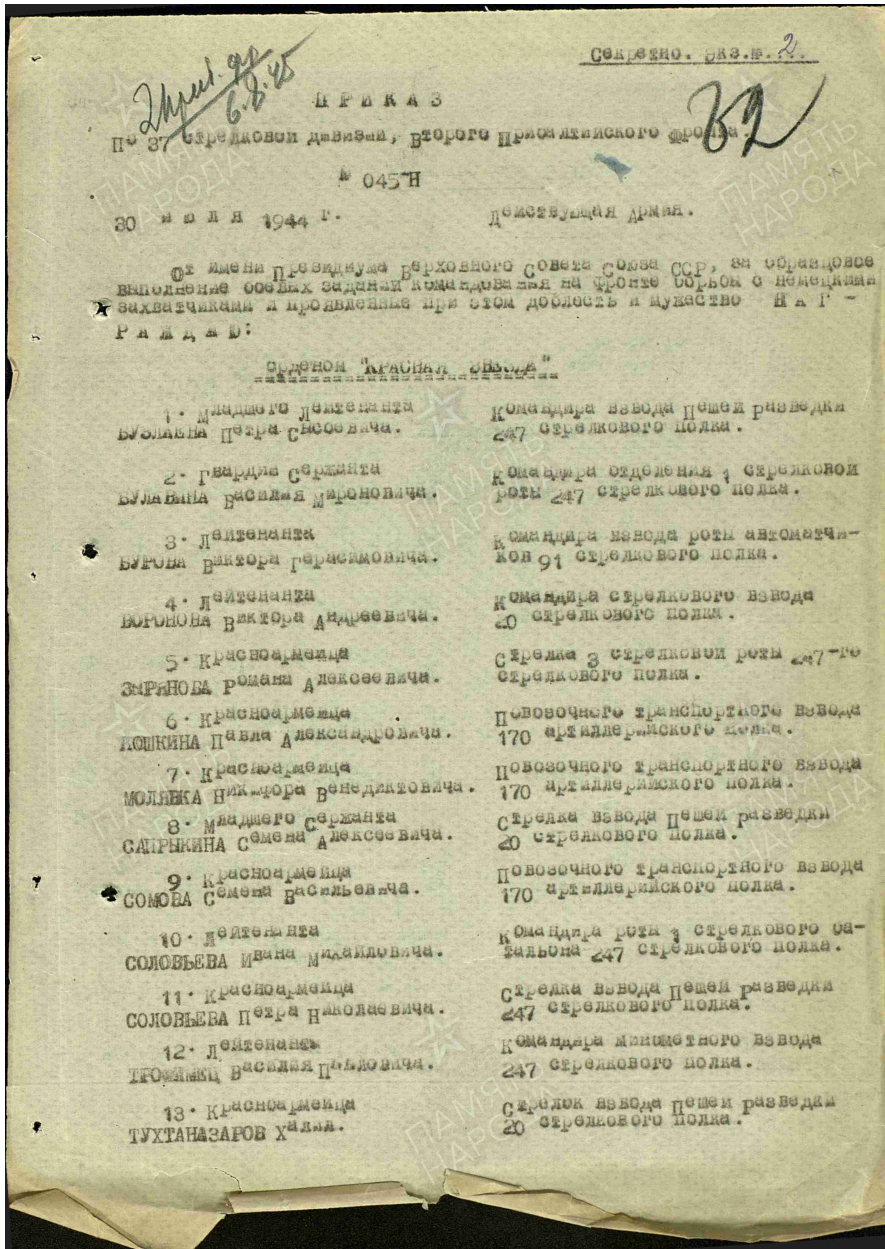 Секретно. Экз.№ 2
6.8.45
62
ПРИКАЗ
По 37 стрелковой дивизии, Второго Прибалтийского Фронта.
№ 045-Н
30 июля 1944 г. Действующая Армия.
От имени Президиума Верховного Совета Союза ССР, за образцовое
выполнение боевых заданий командования на фронте борьбы с немецкими
захватчиками и проявленные при этом доблесть и мужество НАГ-
РАЖДАЮ:
орденом "КРАСНАЯ ЗВЕЗДА"
1. Младшего Лейтенанта Командира взвода Пешей Разведки
БУЗЛАЕВА Петра Сысоевича. 247 стрелкового полка.
2. Гвардии Сержанта Командира отделения 1 стрелковой
БУЛАВИНА Василия Мироновича. роты 247 стрелкового полка.
3. Лейтенанта Командира взвода роты автоматчи-
БУРОВА Виктора Герасимовича. ков 91 стрелкового полка.
4. Лейтенанта Командира стрелкового взвода
ВОРОНОВА Виктора Андреевича. 20 стрелкового полка.
5. Красноармейца Стрелка 3 стрелковой роты 247-го
ЗЫРЯНОВА Романа Алексеевича. стрелкового полка.
6. Красноармейца Повозочного транспортного взвода
КОШКИНА Павла Александровича. 170 артиллерийского полка.
7. Красноармейца Повозочного транспортного взвода
МОЛЯВКА Никифора Венедиктовича. 170 артиллерийского полка.
8. Младшего Сержанта Стрелка взвода Пешей Разведки
САПРЫКИНА Семена Алексеевича. 20 стрелкового полка.
9. Красноармейца Повозочного транспортного взвода
СОМОВА Семена Васильевича. 170 артиллерийского полка.
10. Лейтенанта Командира роты 1 стрелкового ба-
СОЛОВЬЕВА Ивана Михайловича. тальона 247 стрелкового полка.
11. Красноармейца Стрелка взвода Пешей Разведки
СОЛОВЬЕВА Петра Николаевича. 247 стрелкового полка.
12. Лейтенанты Командира минометного взвода
ТРОФИМЕЦ Василия Павловича. 247 стрелкового полка.
13. Красноармейца Стрелок взвода Пешей Разведки
ТУХТАНАЗАРОВ Халил. 20 стрелкового полка.
ПАМЯТЬ НАРОДА